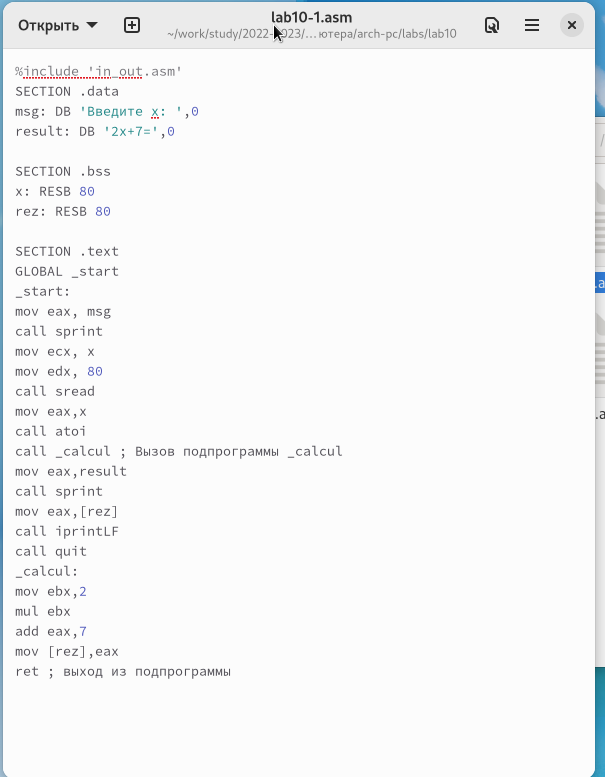 Открыть
lab10-1.asm
~/work/study/2022-2023/…ютера/arch-pc/labs/lab10
%include 'in_out.asm'
SECTION .data
msg: DB 'Введите x: ',0
result: DB '2x+7=',0
SECTION .bss
x: RESB 80
rez: RESB 80
SECTION .text
GLOBAL _start
_start:
mov eax, msg
call sprint
mov ecx, x
mov edx, 80
call sread
mov eax,x
call atoi
call _calcul ; Вызов подпрограммы _calcul
mov eax,result
call sprint
mov eax,[rez]
call iprintLF
call quit
_calcul:
mov ebx,2
mul ebx
add eax,7
mov [rez],eax
ret ; выход из подпрограммы